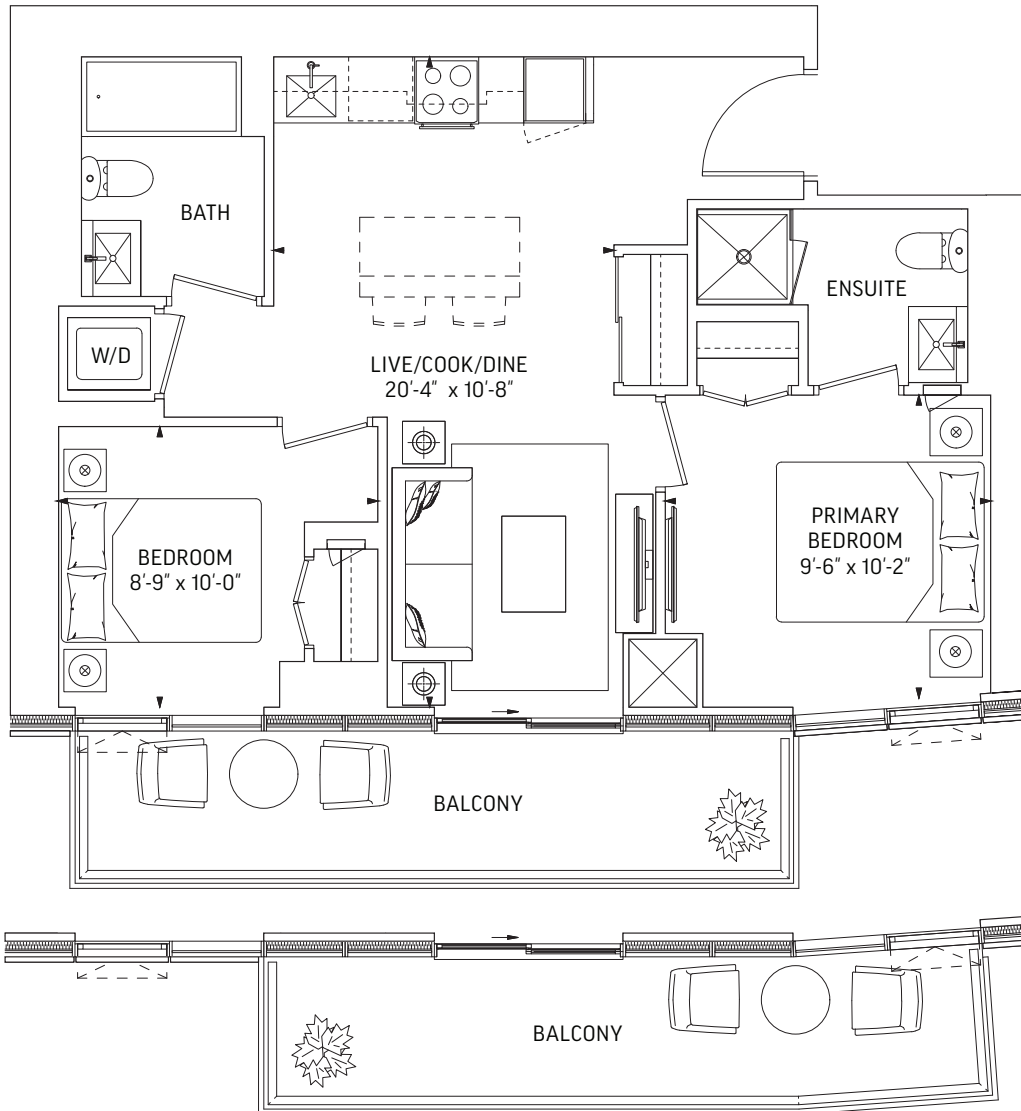 BATH
ENSUITE
W/D
LIVE/COOK/DINE
20'-4" x 10'-8"
PRIMARY
BEDROOM
9'-6" x 10'-2"
BEDROOM
8'-9" x 10'-0"
BALCONY
BALCONY